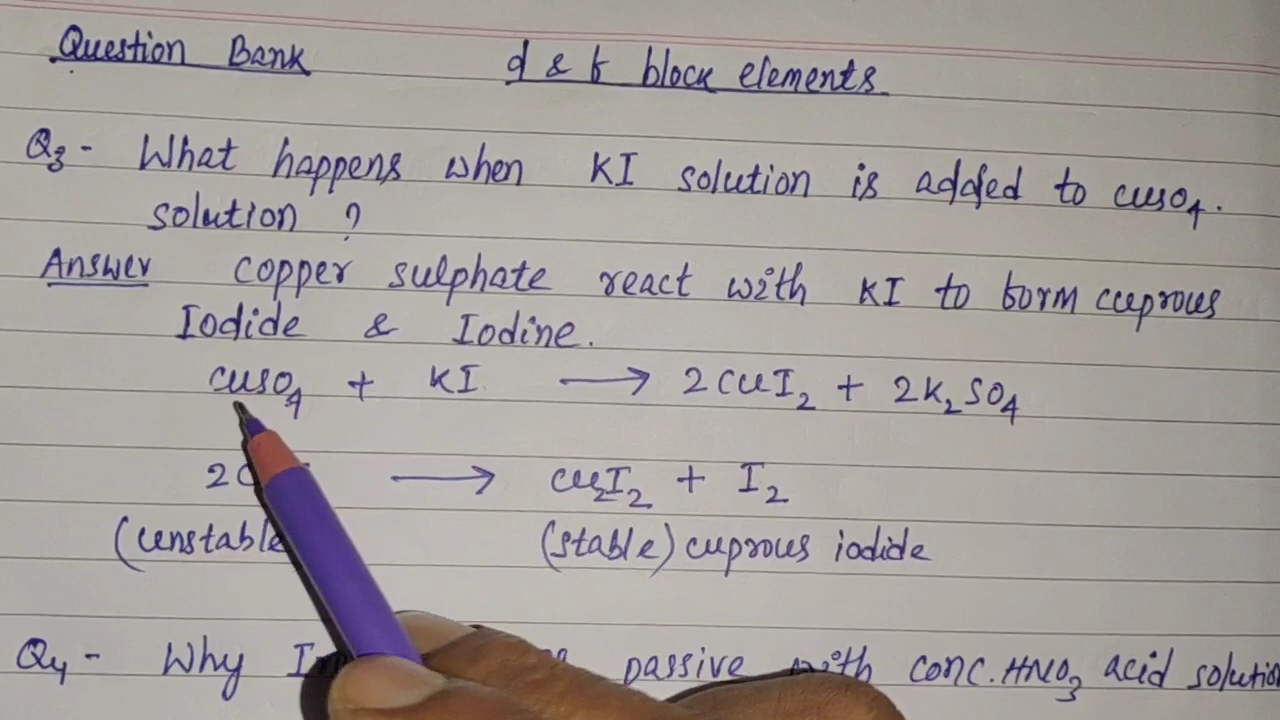 Question Bank d & f block elements
Q3 - What happens when KI solution is added to CuSO4.
solution ?
Answer Copper sulphate react with KI to form cuprous
Iodide & Iodine.
CuSO4 + KI → 2CuI2 + 2K2SO4
2 → Cu2I2 + I2
(unstable (stable) cuprous iodide
Q4 - Why passive with conc. HNO3 acid solution